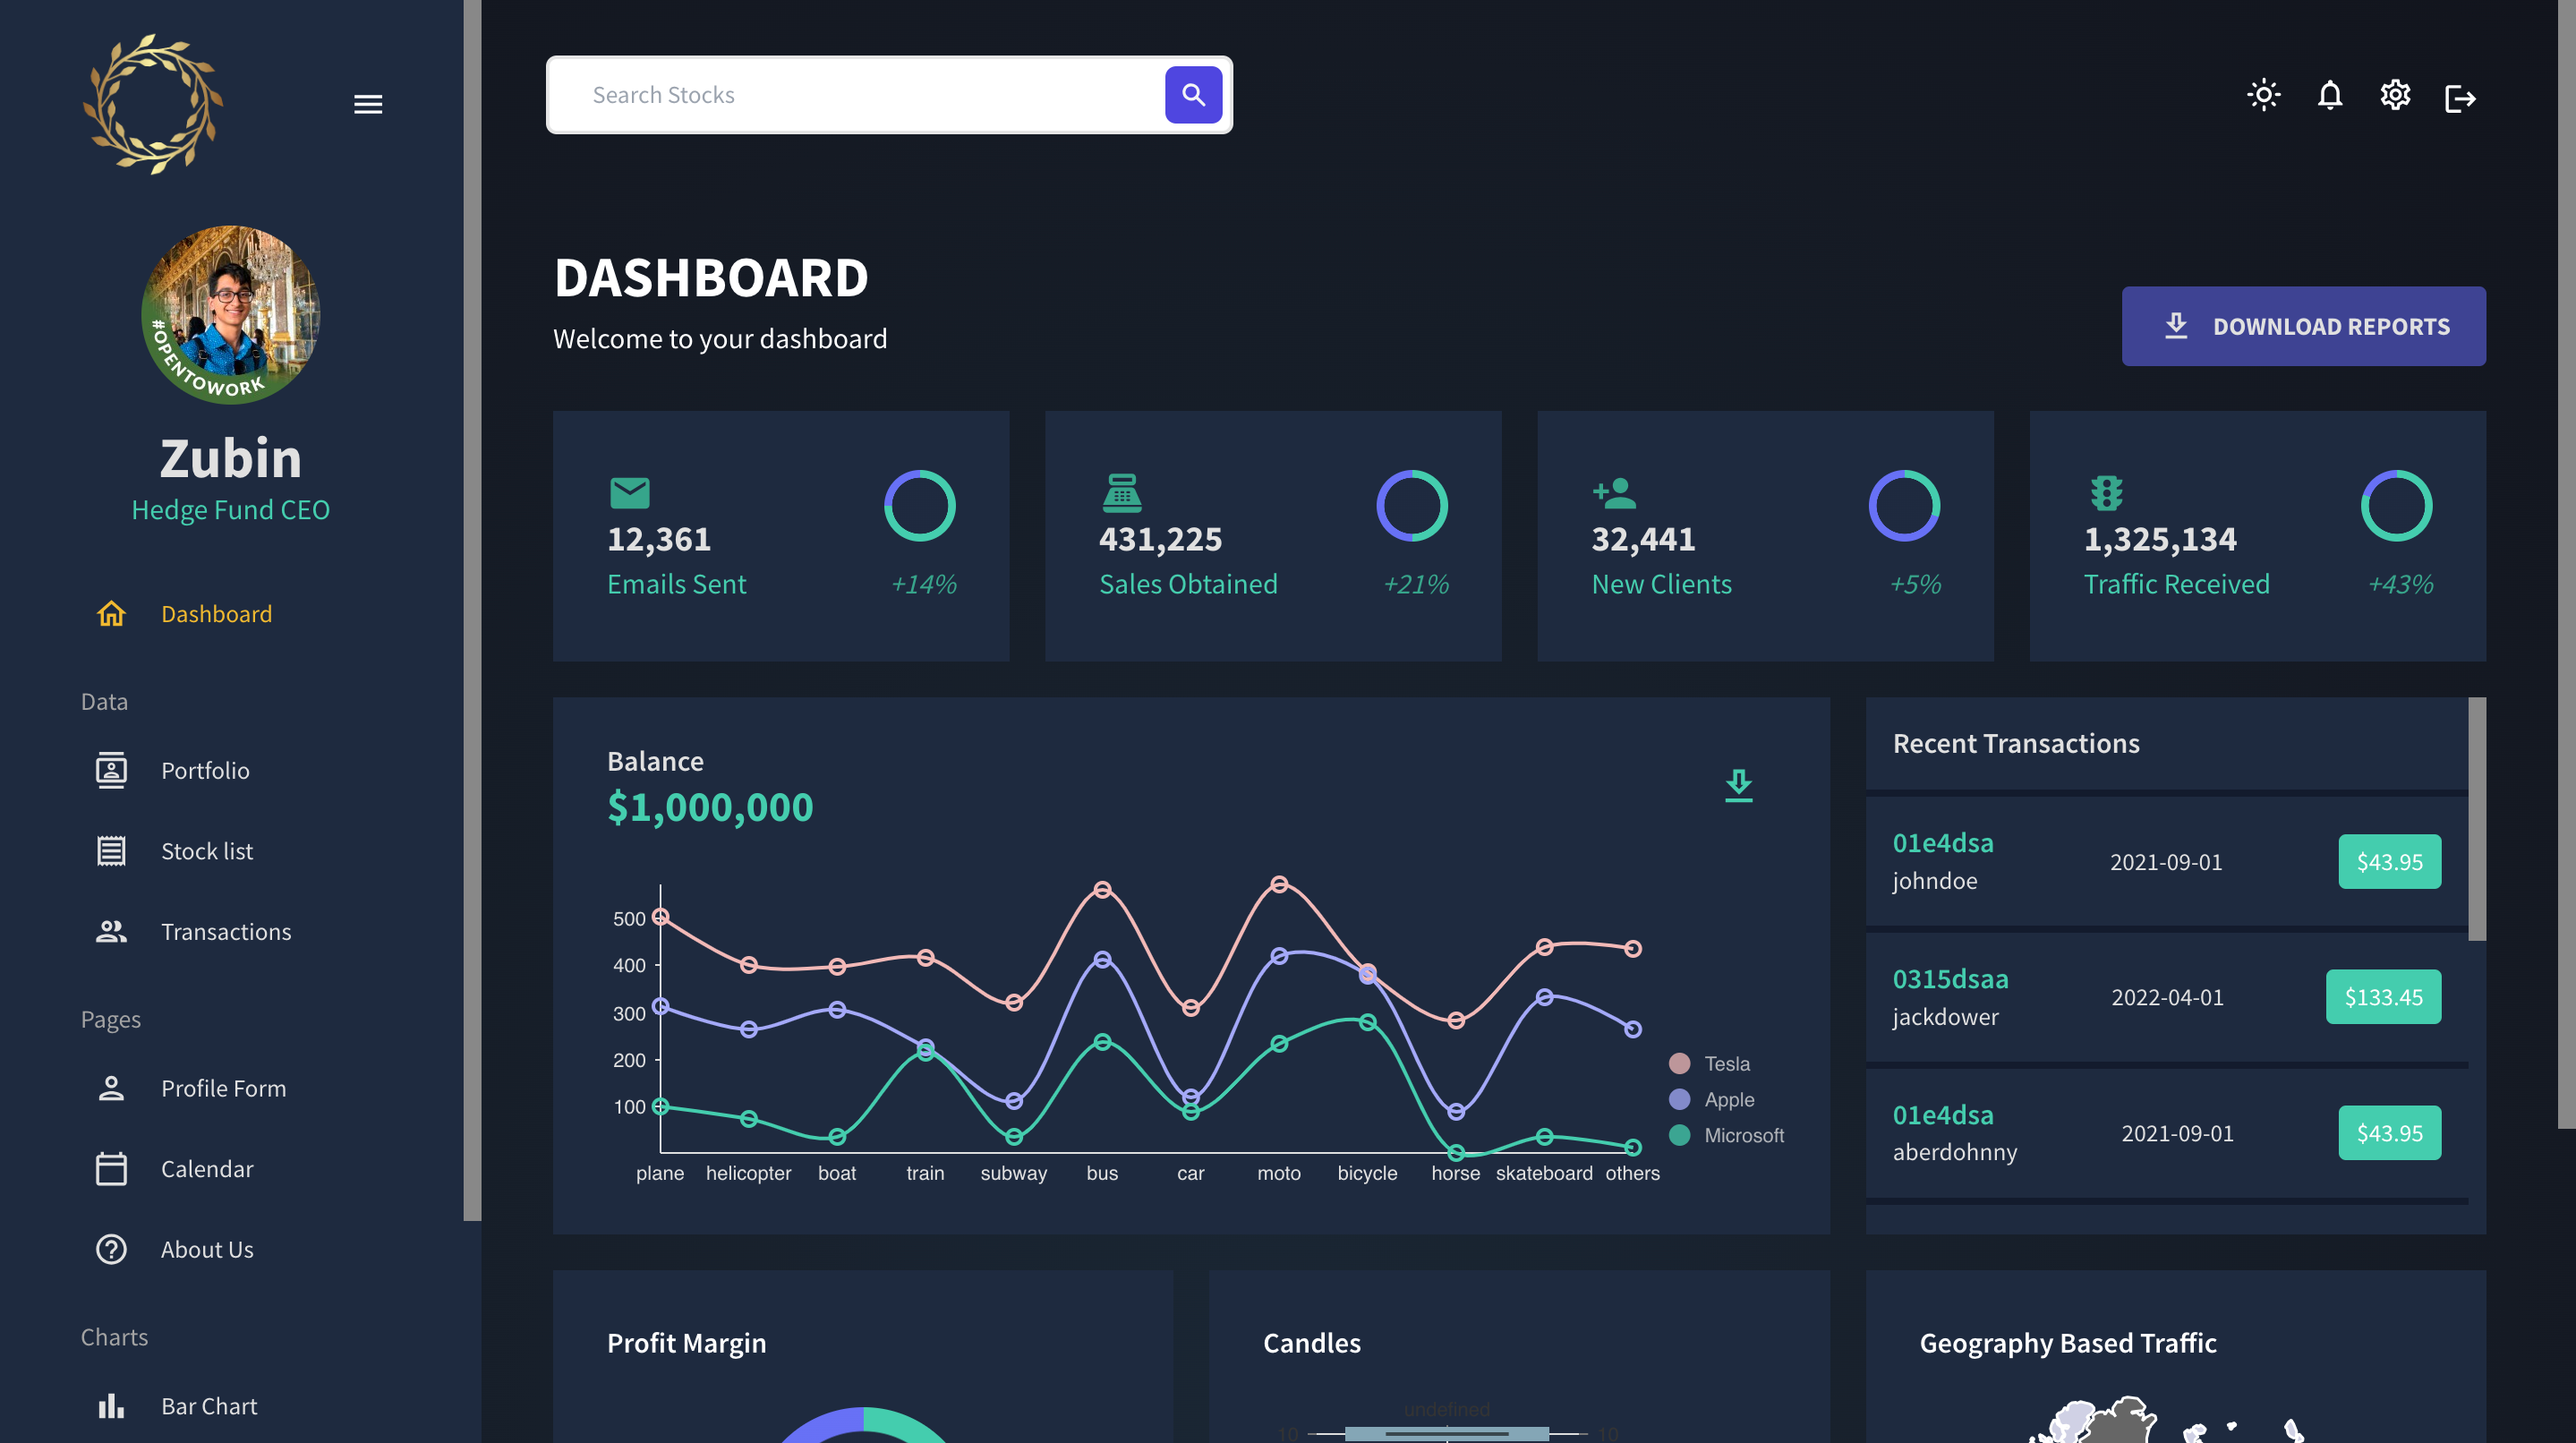 Search Stocks
#OPENTOWORK
Zubin
Hedge Fund CEO
Dashboard
Data
Portfolio
Stock list
Transactions
Pages
Profile Form
Calendar
About Us
Charts
Bar Chart
DASHBOARD
Welcome to your dashboard
DOWNLOAD REPORTS
12,361
Emails Sent
+14%
431,225
Sales Obtained
+21%
32,441
New Clients
+5%
1,325,134
Traffic Received
+43%
Balance
$1,000,000
500
400
300
200
100
plane helicopter boat train subway bus car moto bicycle horse skateboard others
Tesla
Apple
Microsoft
Recent Transactions
01e4dsa
johndoe
2021-09-01
$43.95
0315dsaa
jackdower
2022-04-01
$133.45
01e4dsa
aberdohnny
2021-09-01
$43.95
Profit Margin
Candles
undefined
10
10
Geography Based Traffic